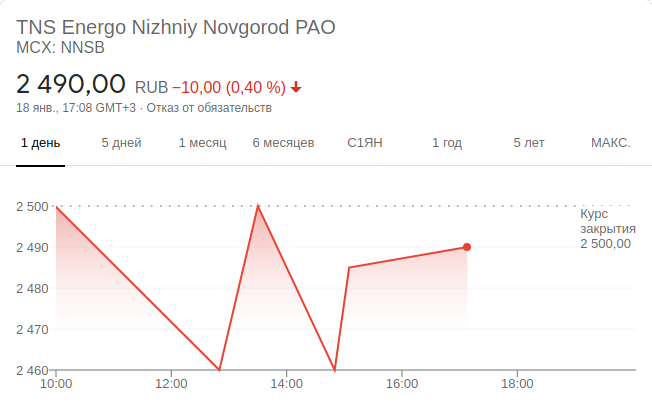 TNS Energo Nizhniy Novgorod PAO
MCX: NNSB
2 490,00 RUB −10,00 (0,40 %)
18 янв., 17:08 GMT+3 · Отказ от обязательств
1 день 5 дней 1 месяц 6 месяцев С1ЯН 1 год 5 лет МАКС.
2 500
Курс
закрытия
2 500,00
2 490
2 480
2 470
2 460
10:00 12:00 14:00 16:00 18:00